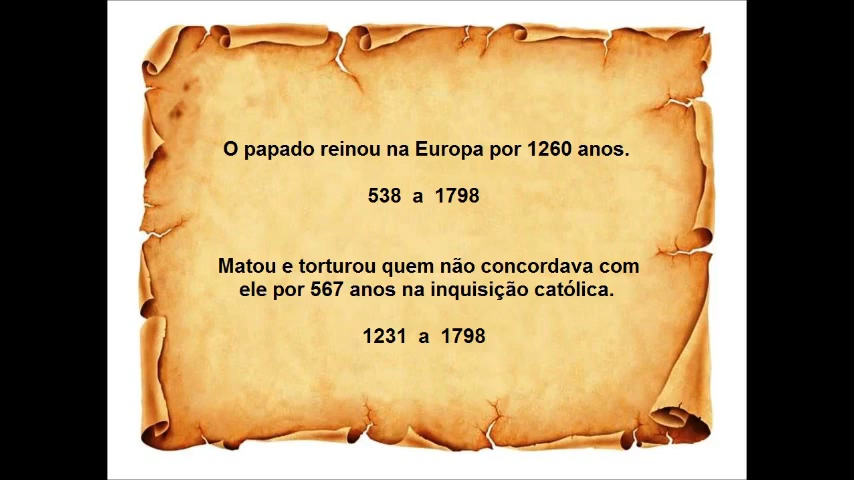 O papado reinou na Europa por 1260 anos.
538 a 1798
Matou e torturou quem não concordava com
ele por 567 anos na inquisição católica.
1231 a 1798